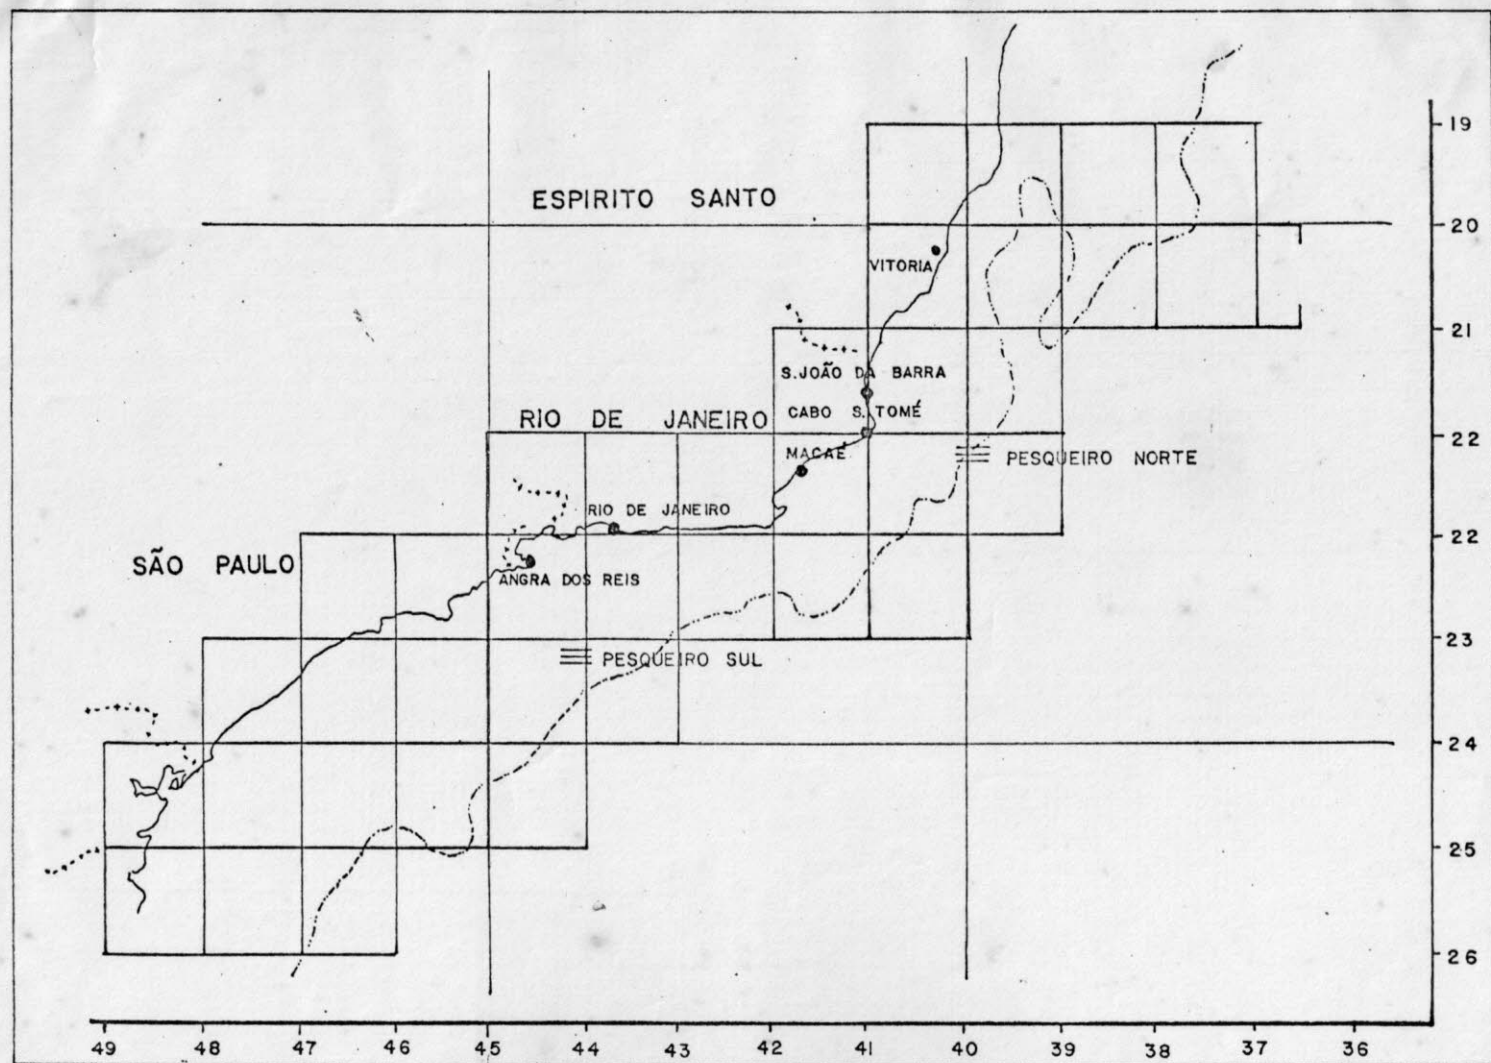 19
ESPIRITO SANTO
20
VITORIA
21
S.JOÃO DA BARRA
CABO S. TOMÉ
RIO DE JANEIRO
22
MACAÉ
PESQUEIRO NORTE
RIO DE JANEIRO
22
SÃO PAULO
ANGRA DOS REIS
23
PESQUEIRO SUL
24
25
26
49 48 47 46 45 44 43 42 41 40 39 38 37 36